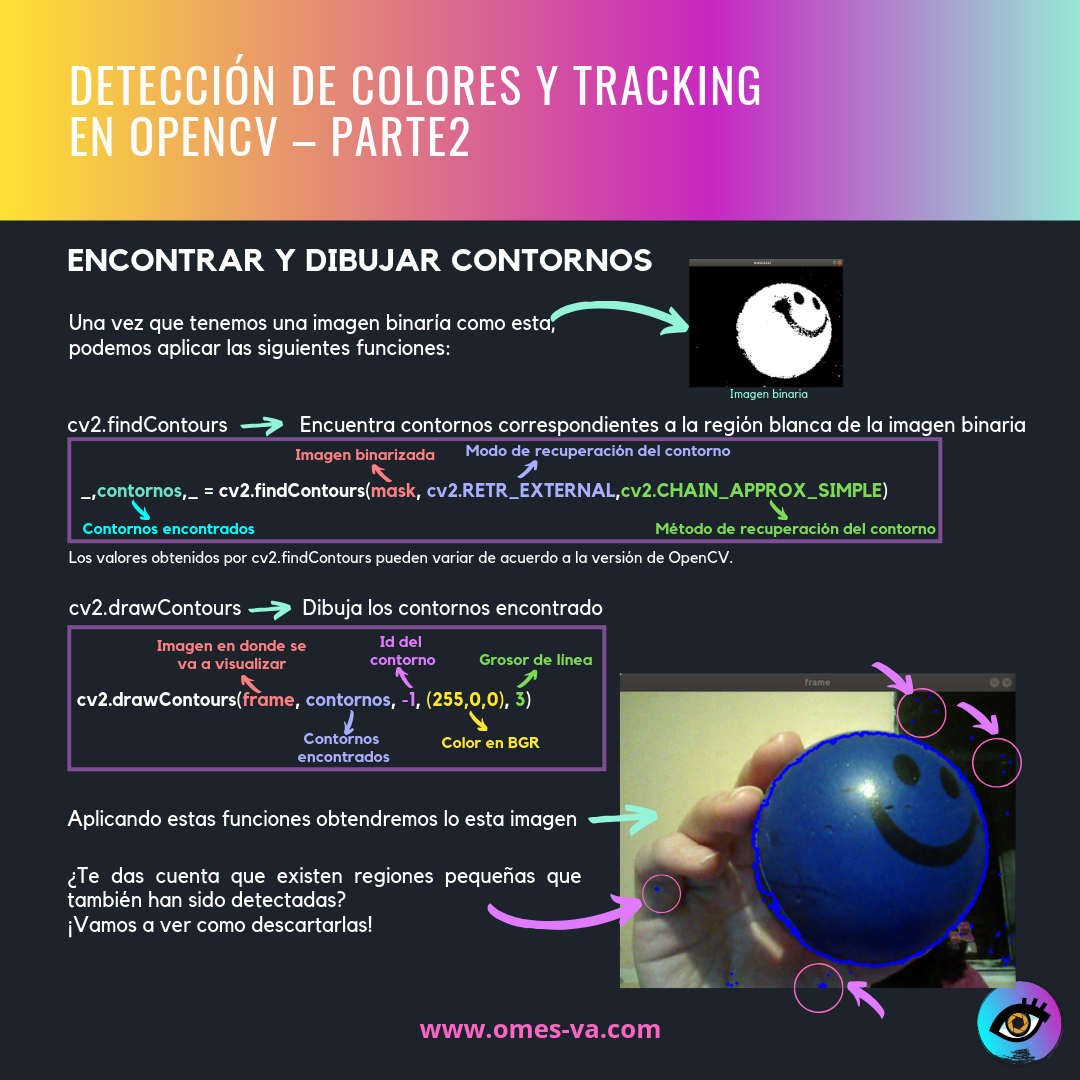 DETECCIÓN DE COLORES Y TRACKING
EN OPENCV – PARTE2
ENCONTRAR Y DIBUJAR CONTORNOS
Una vez que tenemos una imagen binaría como esta,
podemos aplicar las siguientes funciones:
Imagen binaria
cv2.findContours
Encuentra contornos correspondientes a la región blanca de la imagen binaria
Imagen binarizada
Modo de recuperación del contorno
_,contornos,_ = cv2.findContours(mask, cv2.RETR_EXTERNAL,cv2.CHAIN_APPROX_SIMPLE)
Contornos encontrados
Método de recuperación del contorno
Los valores obtenidos por cv2.findContours pueden variar de acuerdo a la versión de OpenCV.
cv2.drawContours
Dibuja los contornos encontrado
Imagen en donde se
va a visualizar
Id del
contorno
Grosor de línea
cv2.drawContours(frame, contornos, -1, (255,0,0), 3)
Contornos
encontrados
Color en BGR
frame
Aplicando estas funciones obtendremos lo esta imagen
¿Te das cuenta que existen regiones pequeñas que
también han sido detectadas?
¡Vamos a ver como descartarlas!
www.omes-va.com